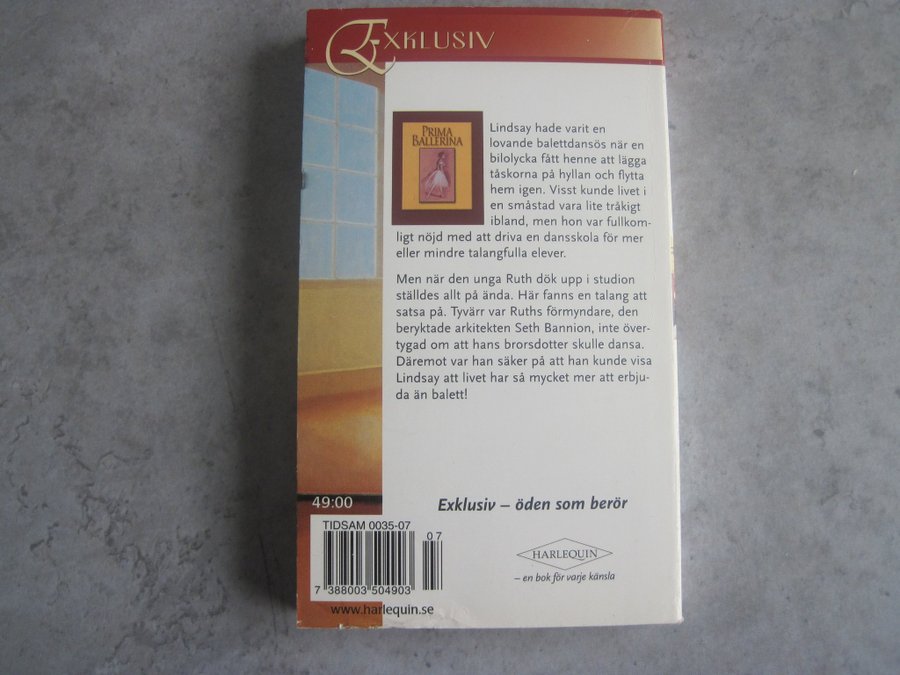 EXKLUSIV
PRIMA
BALLERINA
Lindsay hade varit en
lovande balettdansös när en
bilolycka fått henne att lägga
tåskorna på hyllan och flytta
hem igen. Visst kunde livet i
en småstad vara lite tråkigt
ibland, men hon var fullkom-
ligt nöjd med att driva en dansskola för mer
eller mindre talangfulla elever.
Men när den unga Ruth dök upp i studion
ställdes allt på ända. Här fanns en talang att
satsa på. Tyvärr var Ruths förmyndare, den
beryktade arkitekten Seth Bannion, inte över-
tygad om att hans brorsdotter skulle dansa.
Däremot var han säker på att han kunde visa
Lindsay att livet har så mycket mer att erbju-
da än balett!
49:00
Exklusiv – öden som berör
TIDSAM 0035-07
07
7 388003 504903
HARLEQUIN
– en bok för varje känsla
www.harlequin.se